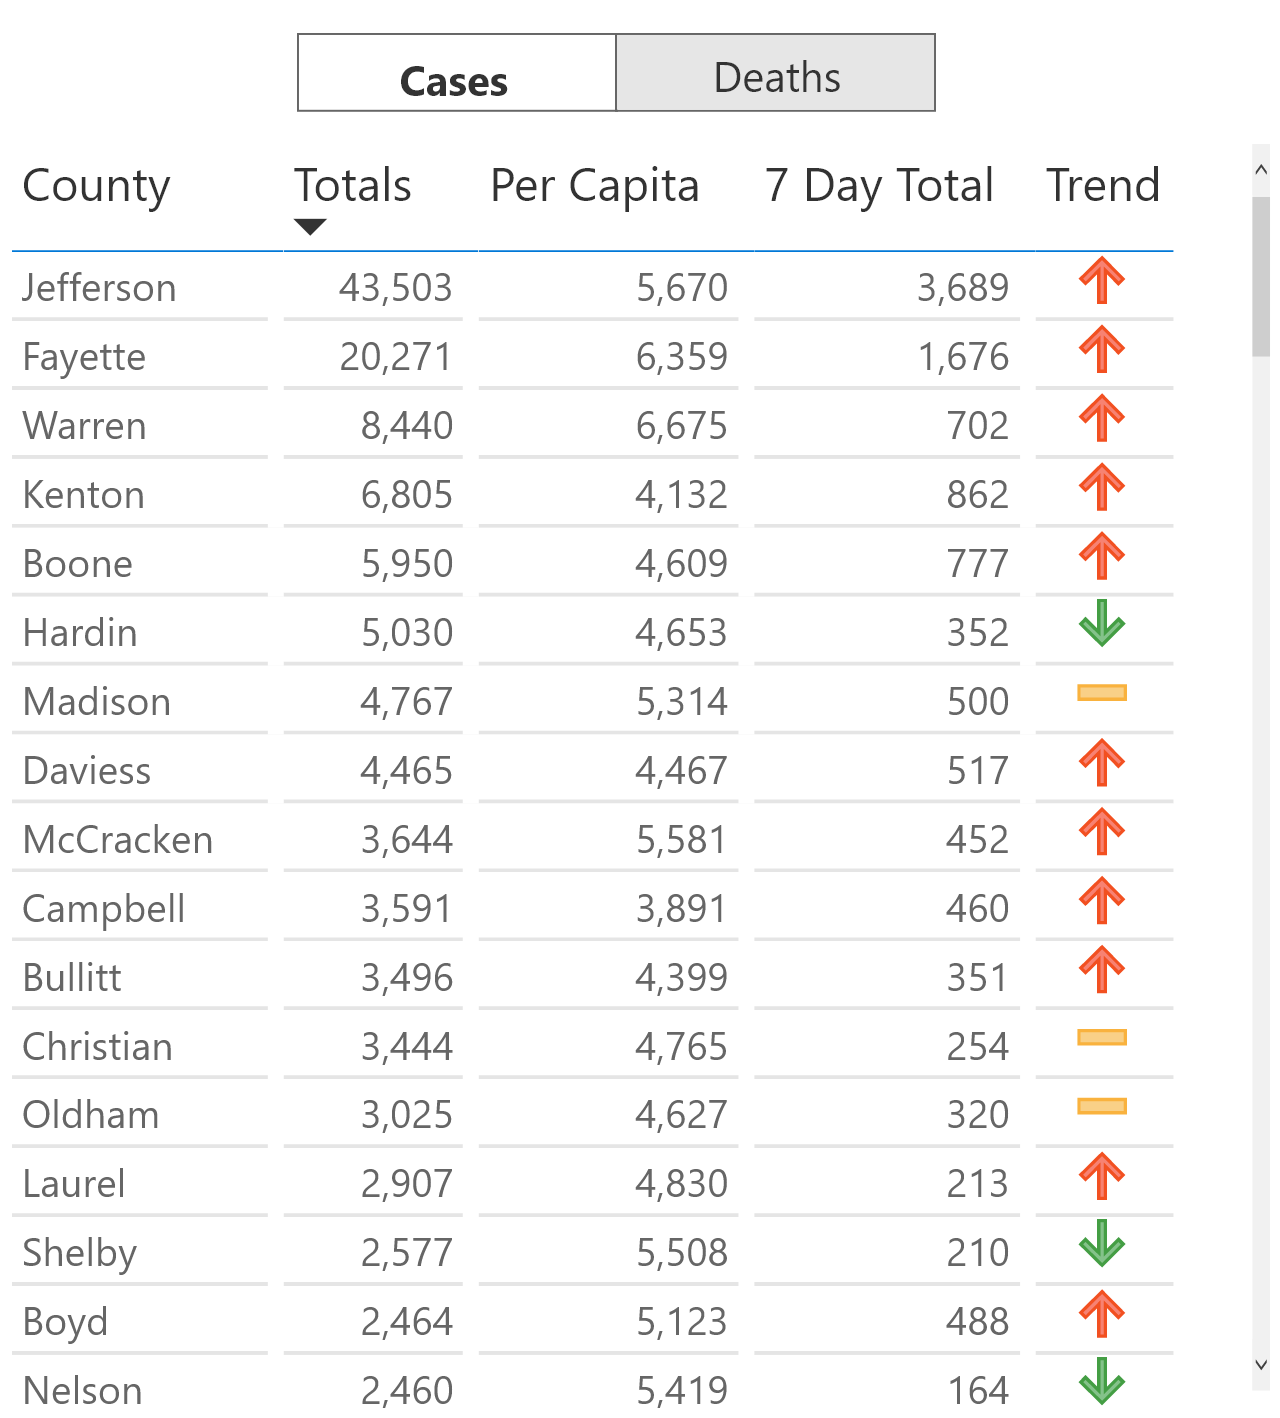 Cases Deaths
County Totals Per Capita 7 Day Total Trend
Jefferson 43,503 5,670 3,689
Fayette 20,271 6,359 1,676
Warren 8,440 6,675 702
Kenton 6,805 4,132 862
Boone 5,950 4,609 777
Hardin 5,030 4,653 352
Madison 4,767 5,314 500
Daviess 4,465 4,467 517
McCracken 3,644 5,581 452
Campbell 3,591 3,891 460
Bullitt 3,496 4,399 351
Christian 3,444 4,765 254
Oldham 3,025 4,627 320
Laurel 2,907 4,830 213
Shelby 2,577 5,508 210
Boyd 2,464 5,123 488
Nelson 2,460 5,419 164